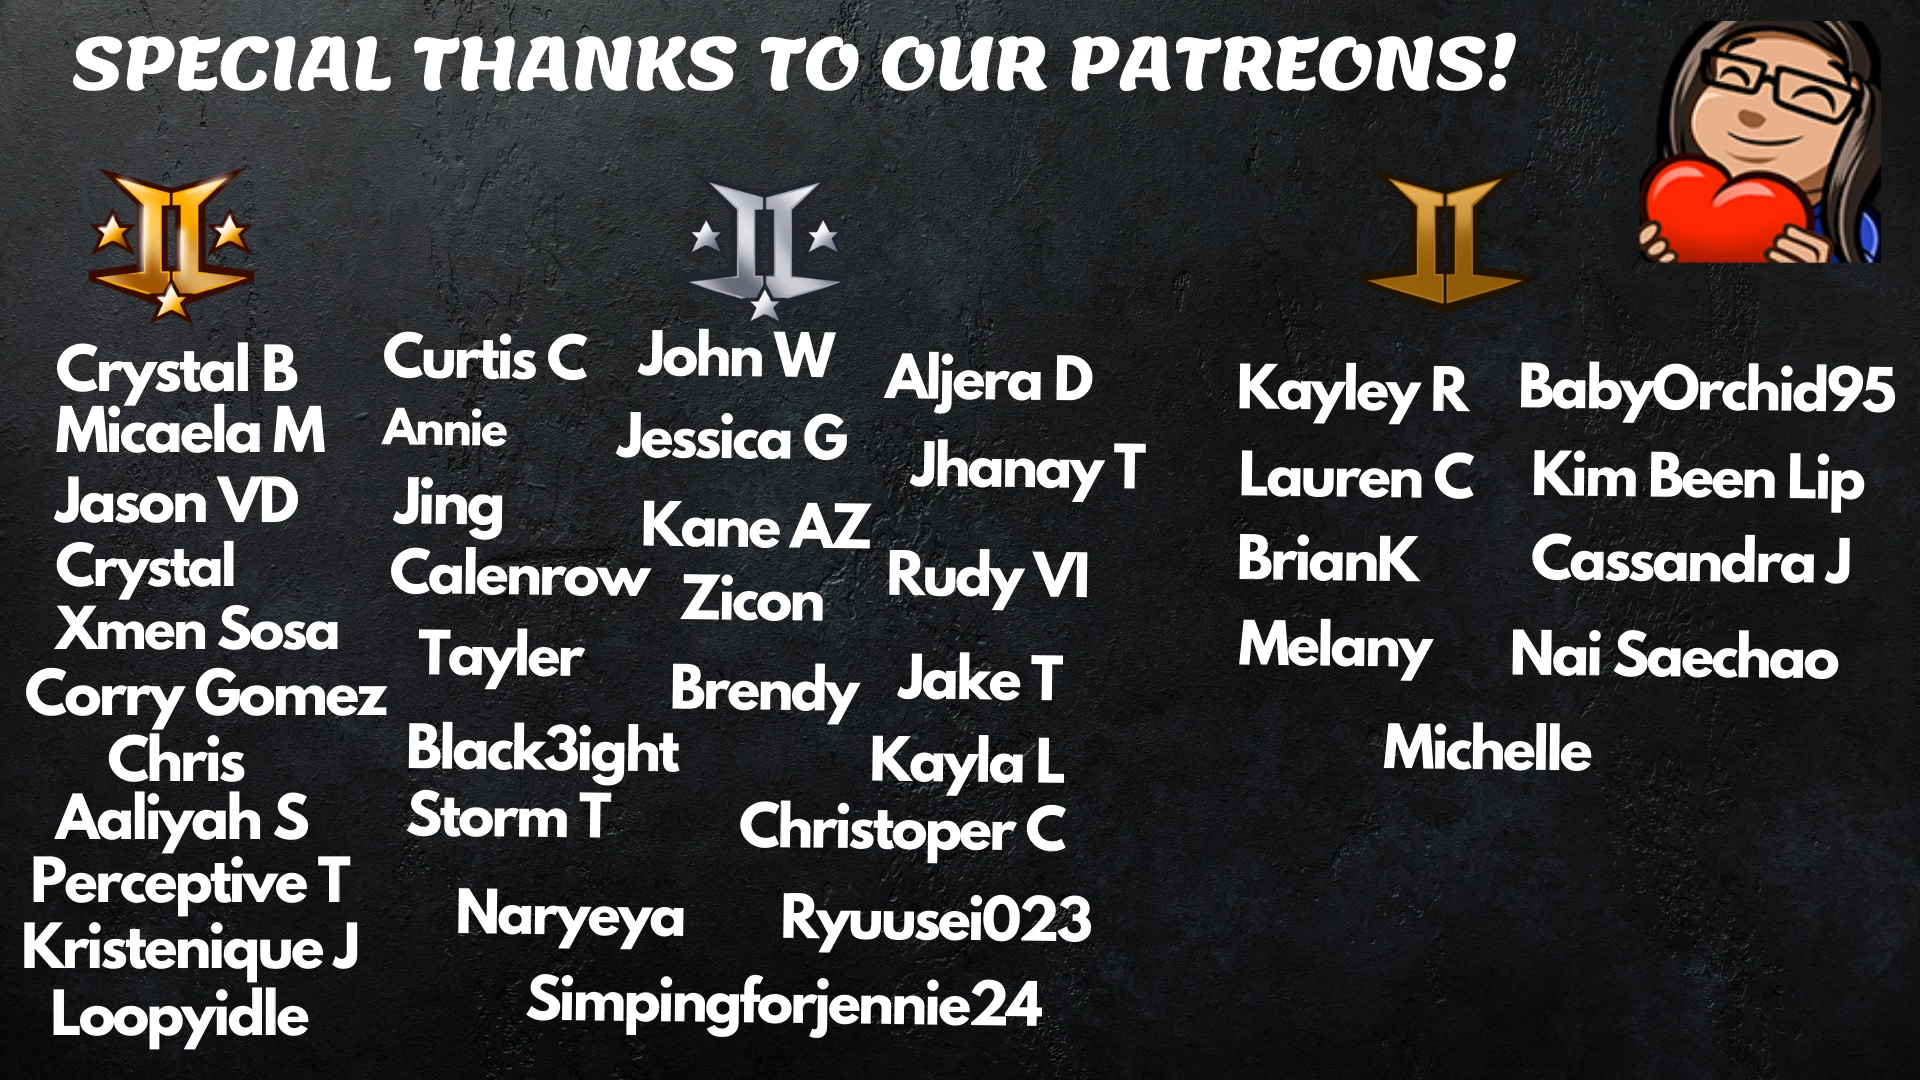 SPECIAL THANKS TO OUR PATREONS!
Crystal B
Micaela M
Jason VD
Crystal
Xmen Sosa
Corry Gomez
Chris
Aaliyah S
Perceptive T
Kristenique J
Loopyidle
Curtis C
Annie
Jing
Calenrow
Tayler
Black3ight
Storm T
Naryeya
John W
Jessica G
Kane AZ
Zicon
Brendy
Aljera D
Jhanay T
Rudy VI
Jake T
Kayla L
Christoper C
Ryuusei023
Simpingforjennie24
Kayley R
Lauren C
BrianK
Melany
BabyOrchid95
Kim Been Lip
Cassandra J
Nai Saechao
Michelle